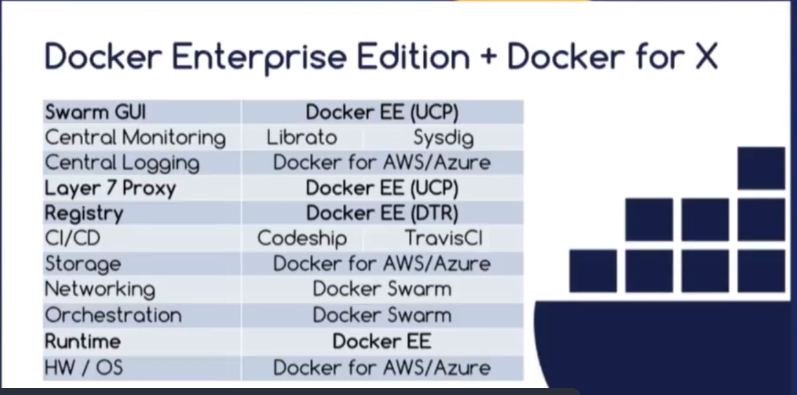 Docker Enterprise Edition + Docker for X
Swarm GUI Docker EE (UCP)
Central Monitoring Librato Sysdig
Central Logging Docker for AWS/Azure
Layer 7 Proxy Docker EE (UCP)
Registry Docker EE (DTR)
CI/CD Codeship TravisCI
Storage Docker for AWS/Azure
Networking Docker Swarm
Orchestration Docker Swarm
Runtime Docker EE
HW / OS Docker for AWS/Azure